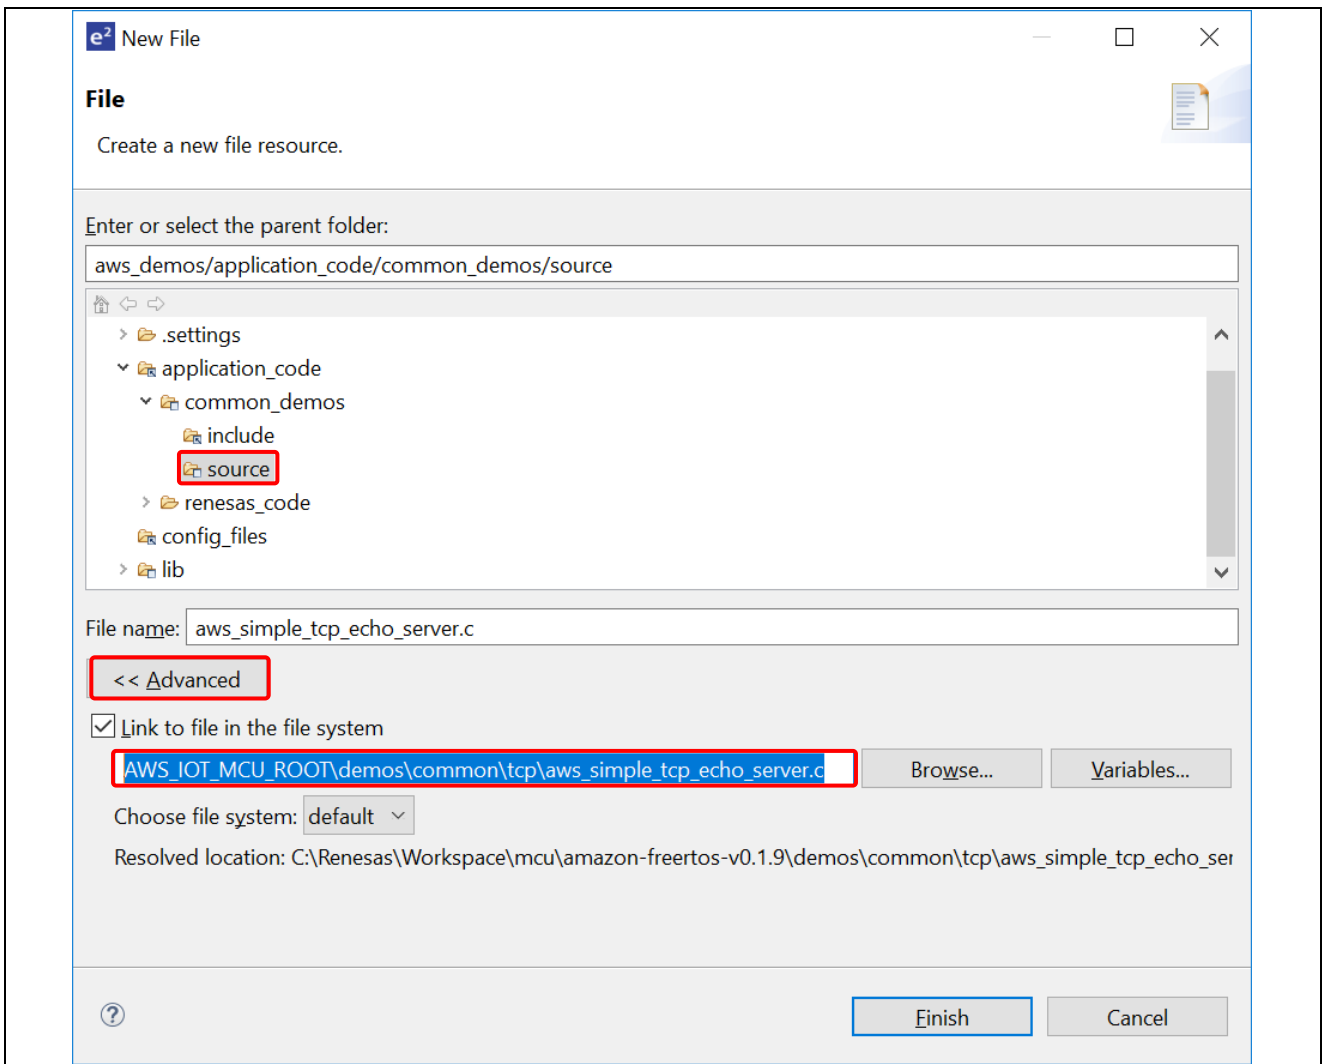 e² New File
File
Create a new file resource.
Enter or select the parent folder:
aws_demos/application_code/common_demos/source
.settings
application_code
common_demos
include
source
renesas_code
config_files
lib
File name: aws_simple_tcp_echo_server.c
<< Advanced
Link to file in the file system
AWS_IOT_MCU_ROOT\demos\common\tcp\aws_simple_tcp_echo_server.c Browse... Variables...
Choose file system: default
Resolved location: C:\Renesas\Workspace\mcu\amazon-freertos-v0.1.9\demos\common\tcp\aws_simple_tcp_echo_ser
? Finish Cancel